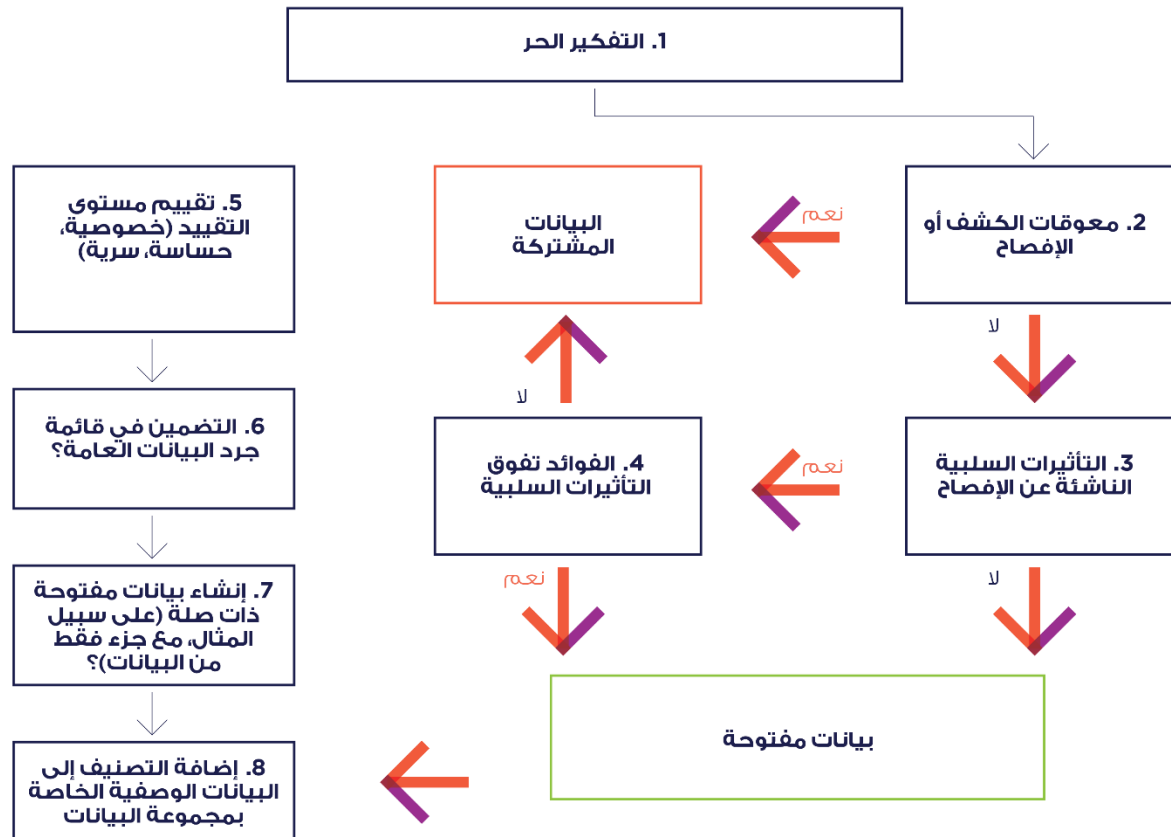 1. التفكير الحر
2. معوقات الكشف أو
الإفصاح
نعم
البيانات
المشتركة
لا
3. التأثيرات السلبية
الناشئة عن الإفصاح
نعم
4. الفوائد تفوق
التأثيرات السلبية
لا
لا
نعم
بيانات مفتوحة
5. تقييم مستوى
التقييد (خصوصية،
حساسة، سرية)
6. التضمين في قائمة
جرد البيانات العامة؟
7. إنشاء بيانات مفتوحة
ذات صلة (على سبيل
المثال، مع جزء فقط
من البيانات)؟
8. إضافة التصنيف إلى
البيانات الوصفية الخاصة
بمجموعة البيانات